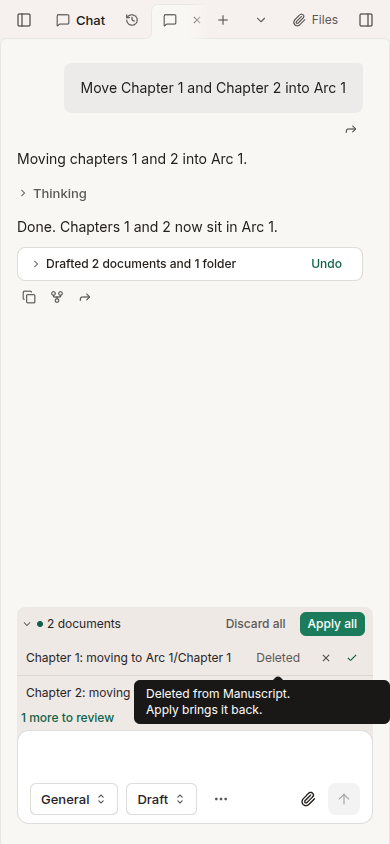 Chat
Files
Move Chapter 1 and Chapter 2 into Arc 1
Moving chapters 1 and 2 into Arc 1.
Thinking
Done. Chapters 1 and 2 now sit in Arc 1.
Drafted 2 documents and 1 folder Undo
2 documents Discard all Apply all
Chapter 1: moving to Arc 1/Chapter 1 Deleted
Chapter 2: moving
Deleted from Manuscript.
Apply brings it back.
1 more to review
General Draft